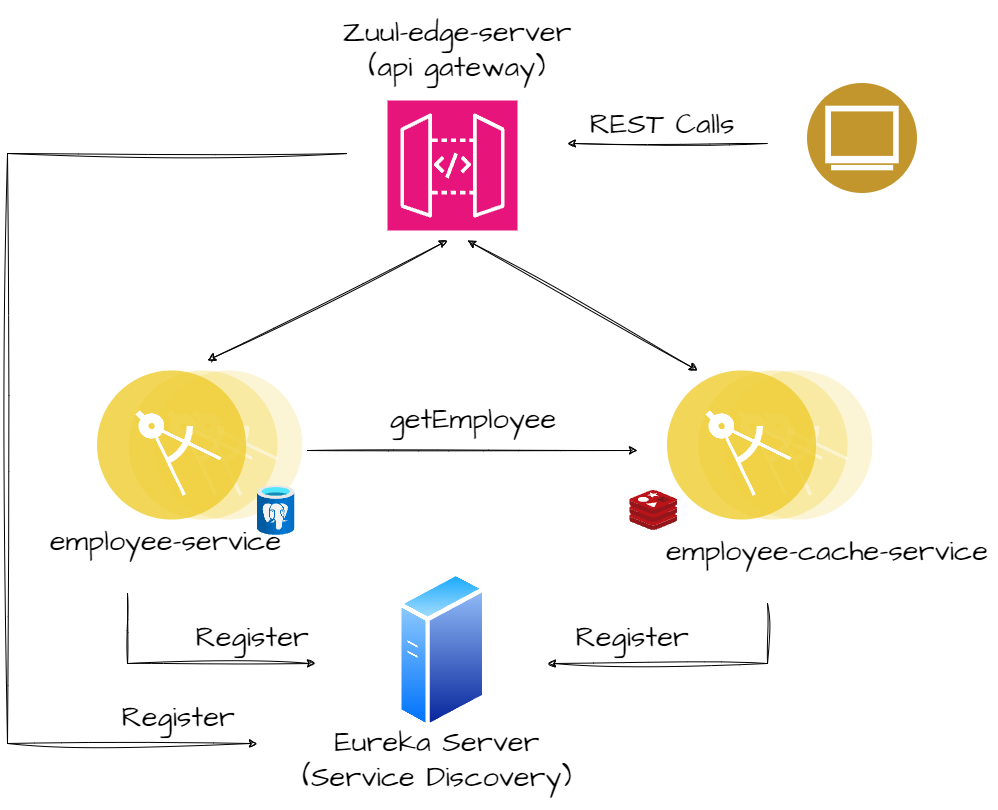 Zuul-edge-server
(api gateway)
REST Calls
</>
getEmployee
employee-service
employee-cache-service
Register
Register
Register
Eureka Server
(Service Discovery)